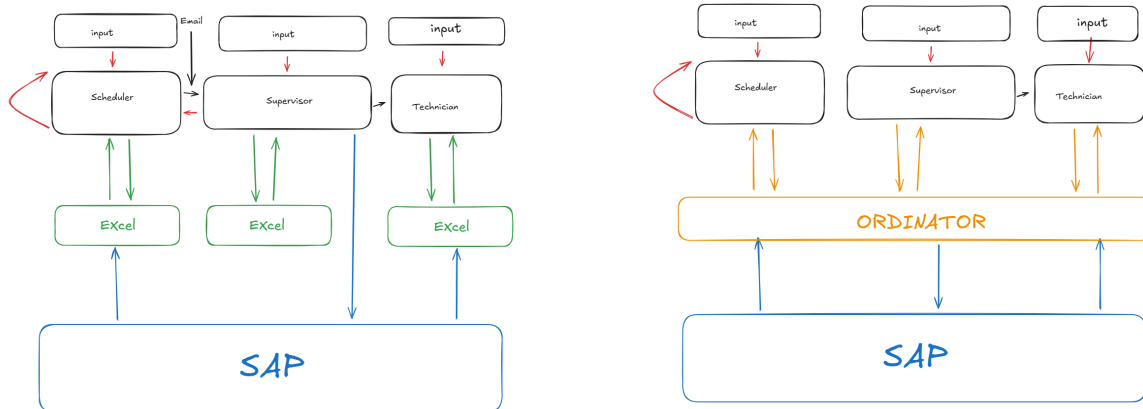 Email
input
input
input
Scheduler
Supervisor
Technician
EXcel
EXcel
EXcel
SAP
input
input
input
Scheduler
Supervisor
Technician
ORDINATOR
SAP